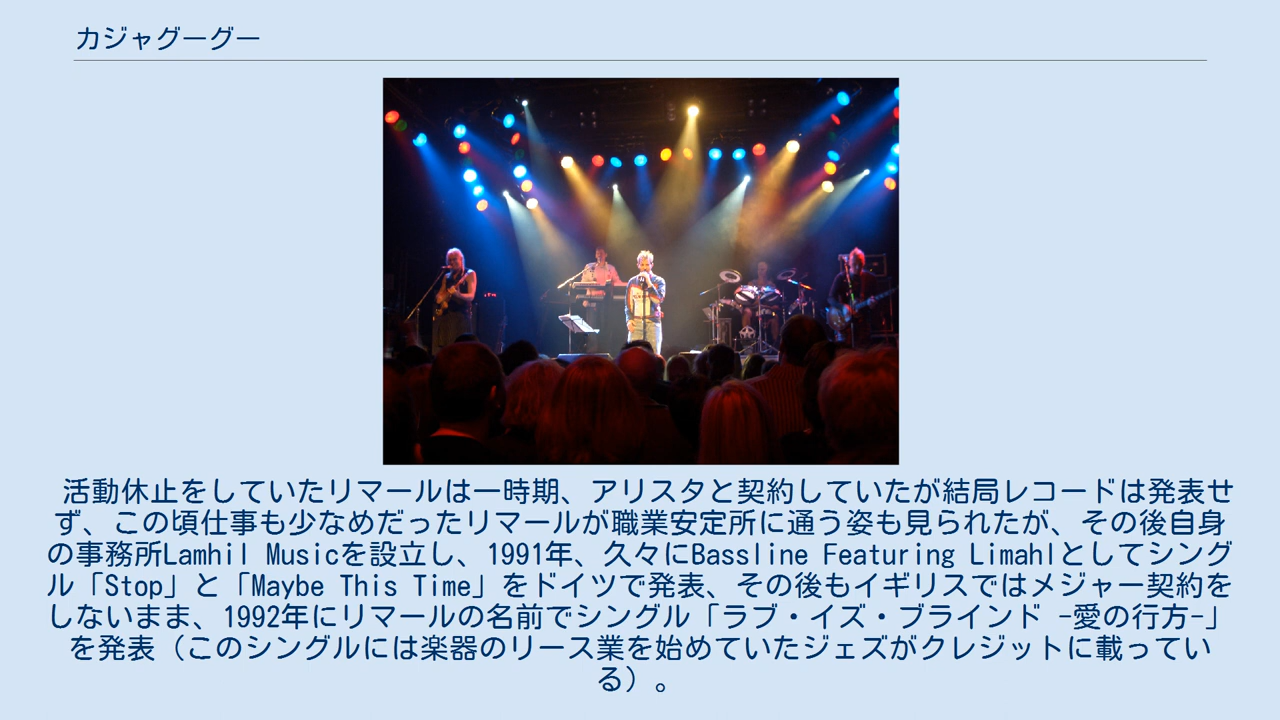 カジャグーグー
活動休止をしていたリマールは一時期、アリスタと契約していたが結局レコードは発表せ
ず、この頃仕事も少なめだったリマールが職業安定所に通う姿も見られたが、その後自身
の事務所Lamhil Musicを設立し、1991年、久々にBassline Featuring Limahlとしてシング
ル「Stop」と「Maybe This Time」をドイツで発表、その後もイギリスではメジャー契約を
しないまま、1992年にリマールの名前でシングル「ラブ・イズ・ブラインド -愛の行方-」
を発表（このシングルには楽器のリース業を始めていたジェズがクレジットに載ってい
る）。